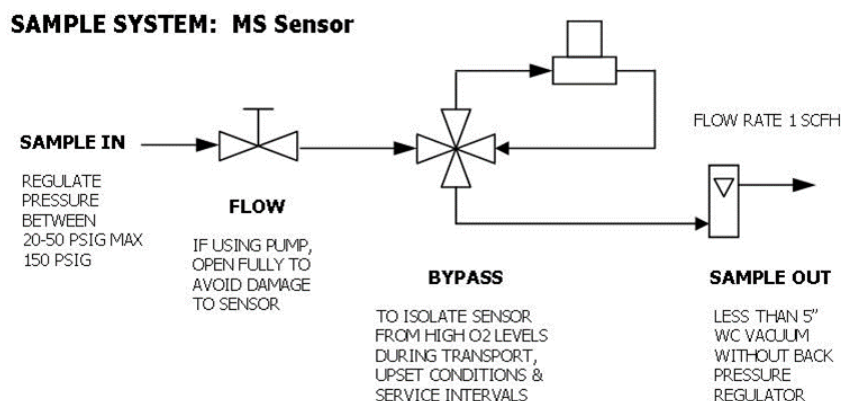 SAMPLE SYSTEM: MS Sensor
FLOW RATE 1 SCFH
SAMPLE IN
REGULATE
PRESSURE
BETWEEN
20-50 PSIG MAX
150 PSIG
FLOW
IF USING PUMP,
OPEN FULLY TO
AVOID DAMAGE
TO SENSOR
BYPASS
TO ISOLATE SENSOR
FROM HIGH O2 LEVELS
DURING TRANSPORT,
UPSET CONDITIONS &
SERVICE INTERVALS
SAMPLE OUT
LESS THAN 5"
WC VACUUM
WITHOUT BACK
PRESSURE
REGULATOR